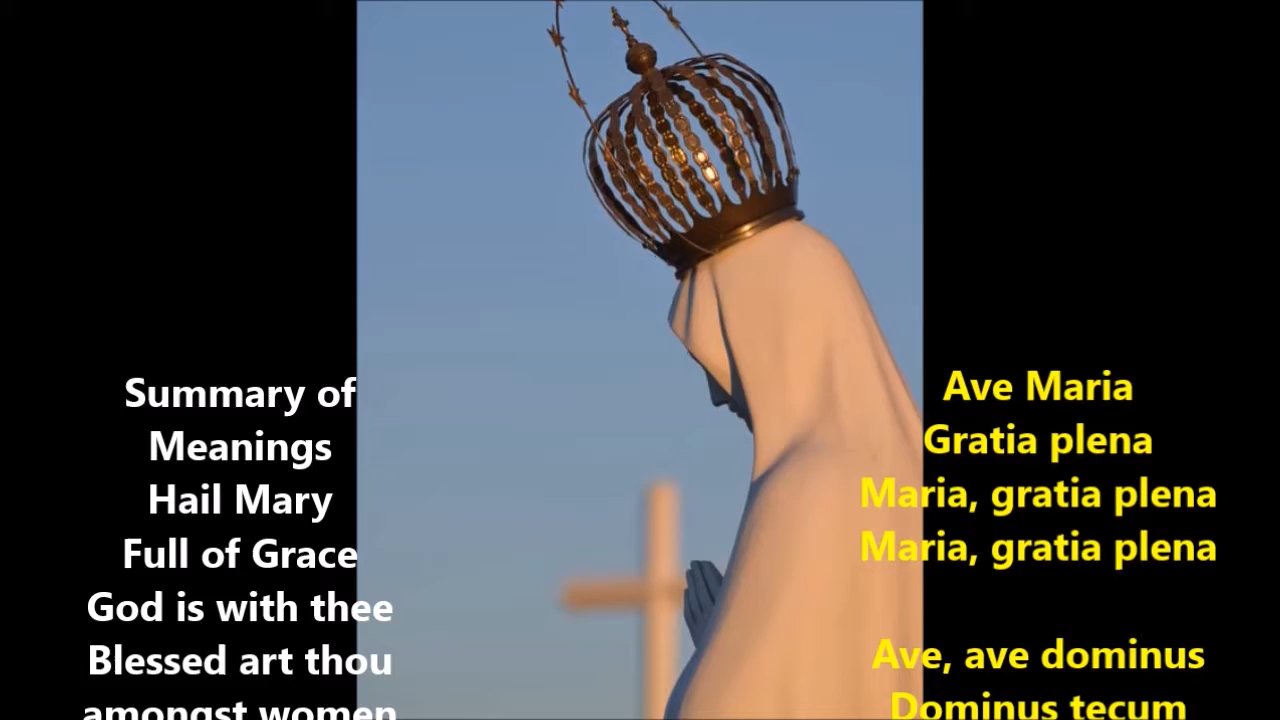 Summary of
Meanings
Hail Mary
Full of Grace
God is with thee
Blessed art thou
amongst women
Ave Maria
Gratia plena
Maria, gratia plena
Maria, gratia plena
Ave, ave dominus
Dominus tecum